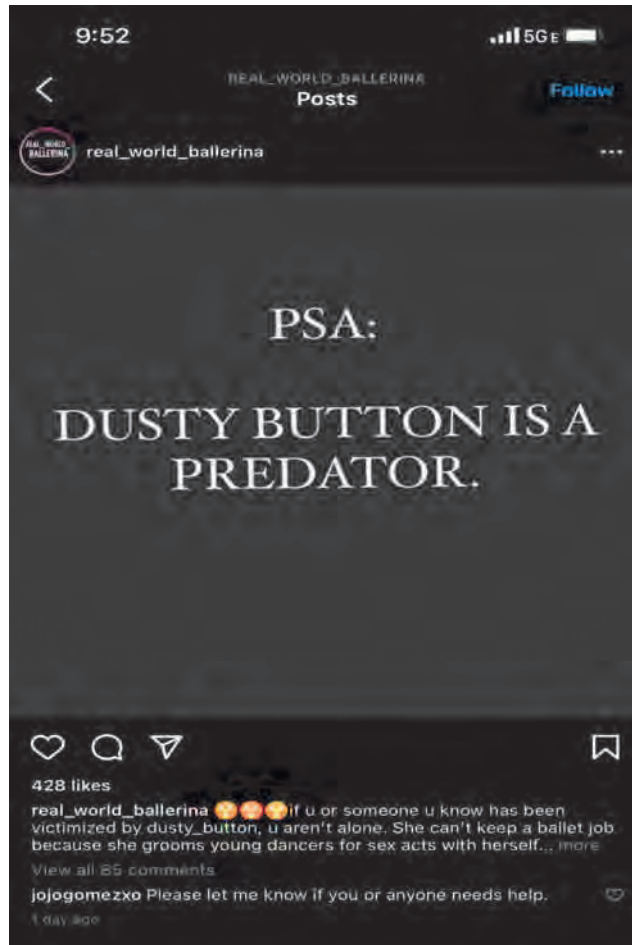 9:52
5GE
REAL_WORLD_BALLERINA
Posts
Follow
REAL_WORLD_
BALLERINA
real_world_ballerina
PSA:
DUSTY BUTTON IS A
PREDATOR.
428 likes
real_world_ballerina if u or someone u know has been
victimized by dusty_button, u aren't alone. She can't keep a ballet job
because she grooms young dancers for sex acts with herself... more
View all 85 comments
jojogomezxo Please let me know if you or anyone needs help.
1 day ago